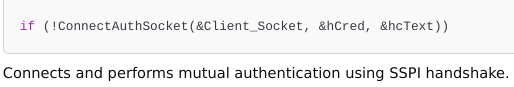 if (!ConnectAuthSocket(&Client_Socket, &hCred, &hcText))
Connects and performs mutual authentication using SSPI handshake.